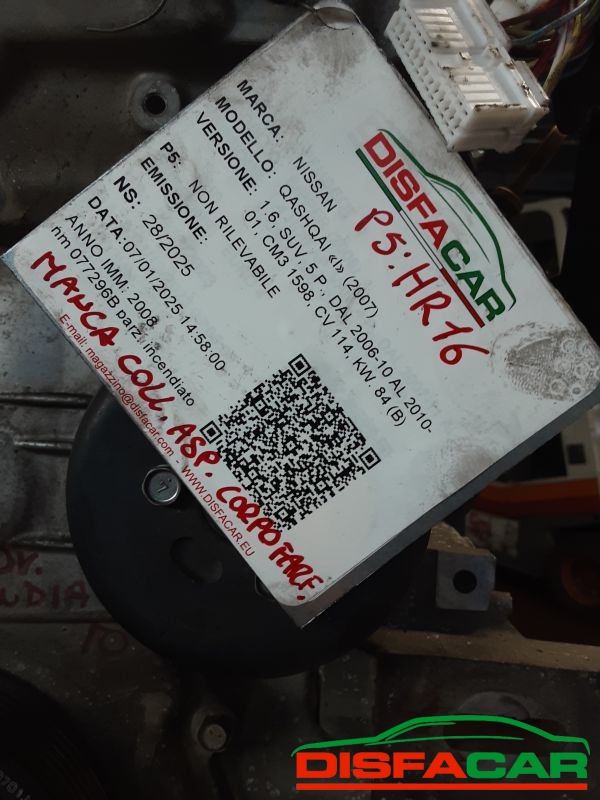 DISFACAR
P5: HR16
MARCA: NISSAN
MODELLO: QASHQAI «I» (2007)
VERSIONE: 1.6, SUV, 5 P., DAL 2006-10 AL 2010-
01, CM3 1598, CV 114, KW. 84 (B)
P5: NON RILEVABILE
EMISSIONE:
NS: 28/2025
DATA:07/01/2025 14:58:00
ANNO IMM: 2009
nm 077296B parz. incendiato
E-mail: magazzino@disfacar.com - WWW.DISFACAR.EU
MANCA COLL. ASP. CORPO FARF.
DISFACAR